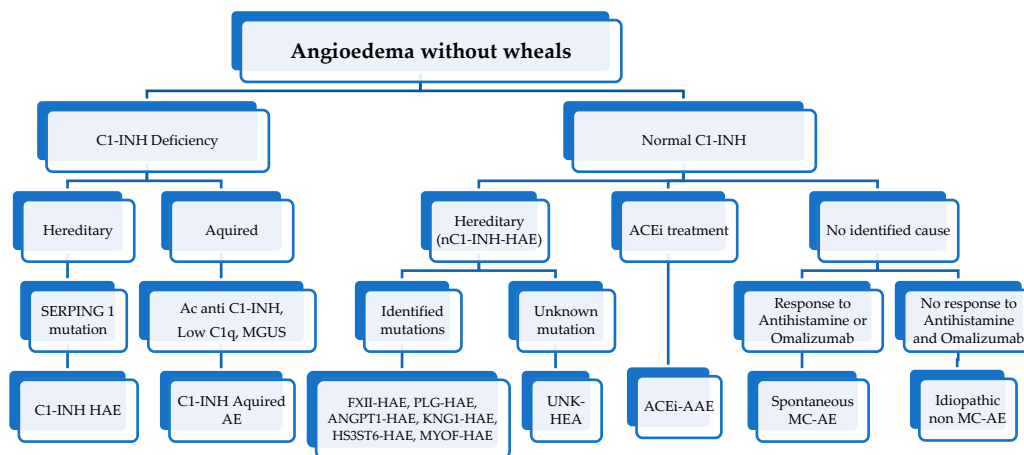 Angioedema without wheals
C1-INH Deficiency
Normal C1-INH
Hereditary
Aquired
Hereditary
(nC1-INH-HAE)
ACEi treatment
No identified cause
SERPING 1
mutation
Ac anti C1-INH,
Low C1q, MGUS
Identified
mutations
Unknown
mutation
Response to
Antihistamine or
Omalizumab
No response to
Antihistamine
and Omalizumab
C1-INH HAE
C1-INH Aquired
AE
FXII-HAE, PLG-HAE,
ANGPT1-HAE, KNG1-HAE,
HS3ST6-HAE, MYOF-HAE
UNK-
HEA
ACEi-AAE
Spontaneous
MC-AE
Idiopathic
non MC-AE